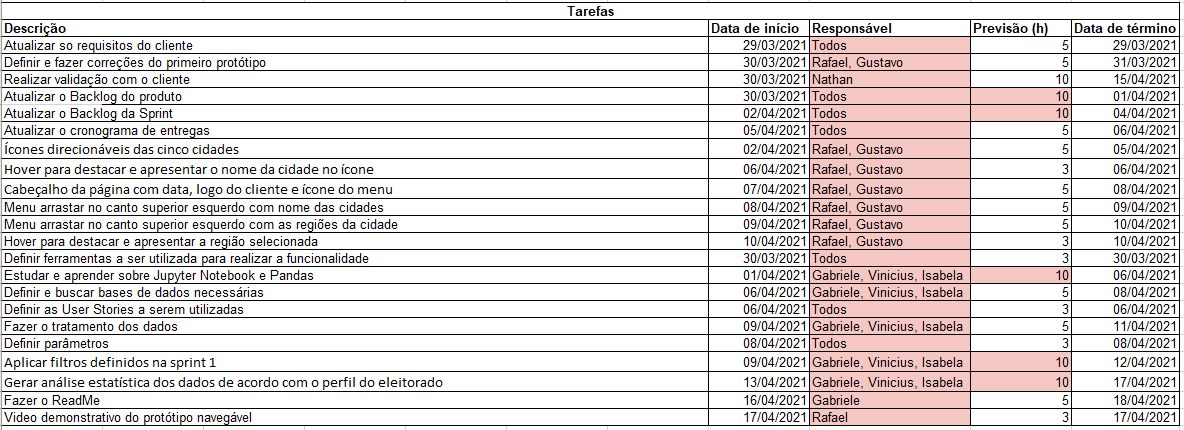 Tarefas
Descrição Data de início Responsável Previsão (h) Data de término
Atualizar so requisitos do cliente 29/03/2021 Todos 5 29/03/2021
Definir e fazer correções do primeiro protótipo 30/03/2021 Rafael, Gustavo 5 31/03/2021
Realizar validação com o cliente 30/03/2021 Nathan 10 15/04/2021
Atualizar o Backlog do produto 30/03/2021 Todos 10 01/04/2021
Atualizar o Backlog da Sprint 02/04/2021 Todos 10 04/04/2021
Atualizar o cronograma de entregas 05/04/2021 Todos 5 06/04/2021
Ícones direcionáveis das cinco cidades 02/04/2021 Rafael, Gustavo 5 05/04/2021
Hover para destacar e apresentar o nome da cidade no ícone 06/04/2021 Rafael, Gustavo 3 06/04/2021
Cabeçalho da página com data, logo do cliente e ícone do menu 07/04/2021 Rafael, Gustavo 5 08/04/2021
Menu arrastar no canto superior esquerdo com nome das cidades 08/04/2021 Rafael, Gustavo 5 09/04/2021
Menu arrastar no canto superior esquerdo com as regiões da cidade 09/04/2021 Rafael, Gustavo 5 10/04/2021
Hover para destacar e apresentar a região selecionada 10/04/2021 Rafael, Gustavo 3 10/04/2021
Definir ferramentas a ser utilizada para realizar a funcionalidade 30/03/2021 Todos 3 30/03/2021
Estudar e aprender sobre Jupyter Notebook e Pandas 01/04/2021 Gabriele, Vinicius, Isabela 10 06/04/2021
Definir e buscar bases de dados necessárias 06/04/2021 Gabriele, Vinicius, Isabela 5 08/04/2021
Definir as User Stories a serem utilizadas 06/04/2021 Todos 3 06/04/2021
Fazer o tratamento dos dados 09/04/2021 Gabriele, Vinicius, Isabela 5 11/04/2021
Definir parâmetros 08/04/2021 Todos 3 08/04/2021
Aplicar filtros definidos na sprint 1 09/04/2021 Gabriele, Vinicius, Isabela 10 12/04/2021
Gerar análise estatística dos dados de acordo com o perfil do eleitorado 13/04/2021 Gabriele, Vinicius, Isabela 10 17/04/2021
Fazer o ReadMe 16/04/2021 Gabriele 5 18/04/2021
Video demonstrativo do protótipo navegável 17/04/2021 Rafael 3 17/04/2021